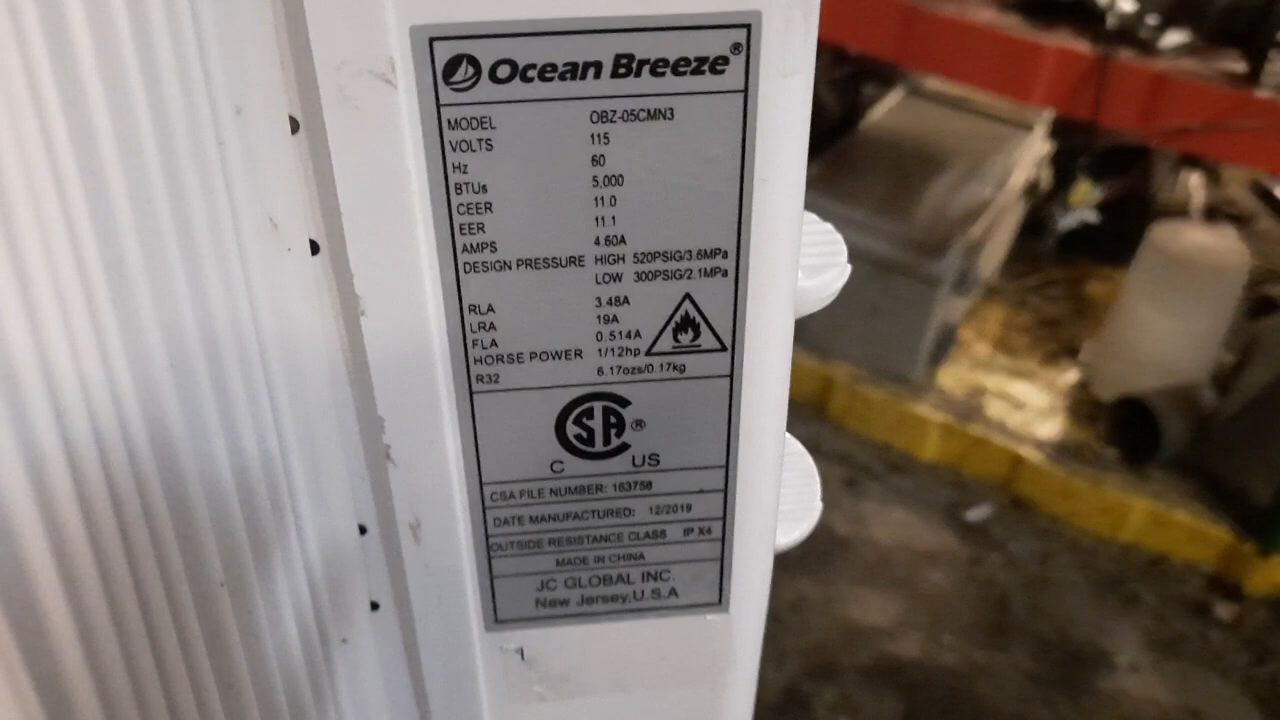 Ocean Breeze®
MODEL OBZ-05CMN3
VOLTS 115
Hz 60
BTUs 5,000
CEER 11.0
EER 11.1
AMPS 4.60A
DESIGN PRESSURE HIGH 520PSIG/3.6MPa
LOW 300PSIG/2.1MPa
RLA 3.48A
LRA 19A
FLA 0.514A
HORSE POWER 1/12hp
R32 6.17ozs/0.17kg
CSA®
C US
CSA FILE NUMBER: 163756
DATE MANUFACTURED: 12/2019
OUTSIDE RESISTANCE CLASS IP X4
MADE IN CHINA
JC GLOBAL INC.
New Jersey,U.S.A